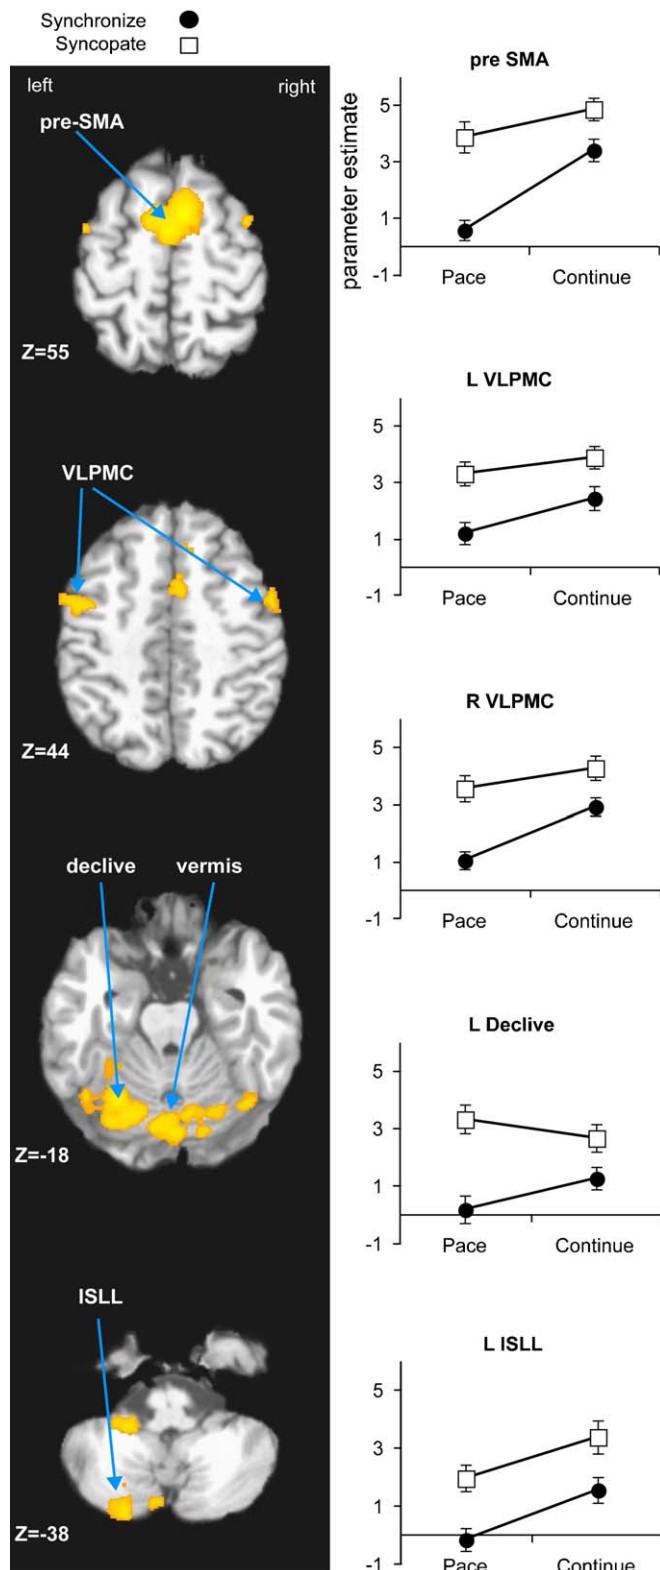 Synchronize
Syncopate
left right
pre-SMA
Z=55
VLPMC
Z=44
declive vermis
Z=-18
ISLL
Z=-38
pre SMA
parameter estimate
5
3
1
-1
Pace Continue
L VLPMC
5
3
1
-1
Pace Continue
R VLPMC
5
3
1
-1
Pace Continue
L Declive
5
3
1
-1
Pace Continue
L ISLL
5
3
1
-1
Pace Continue